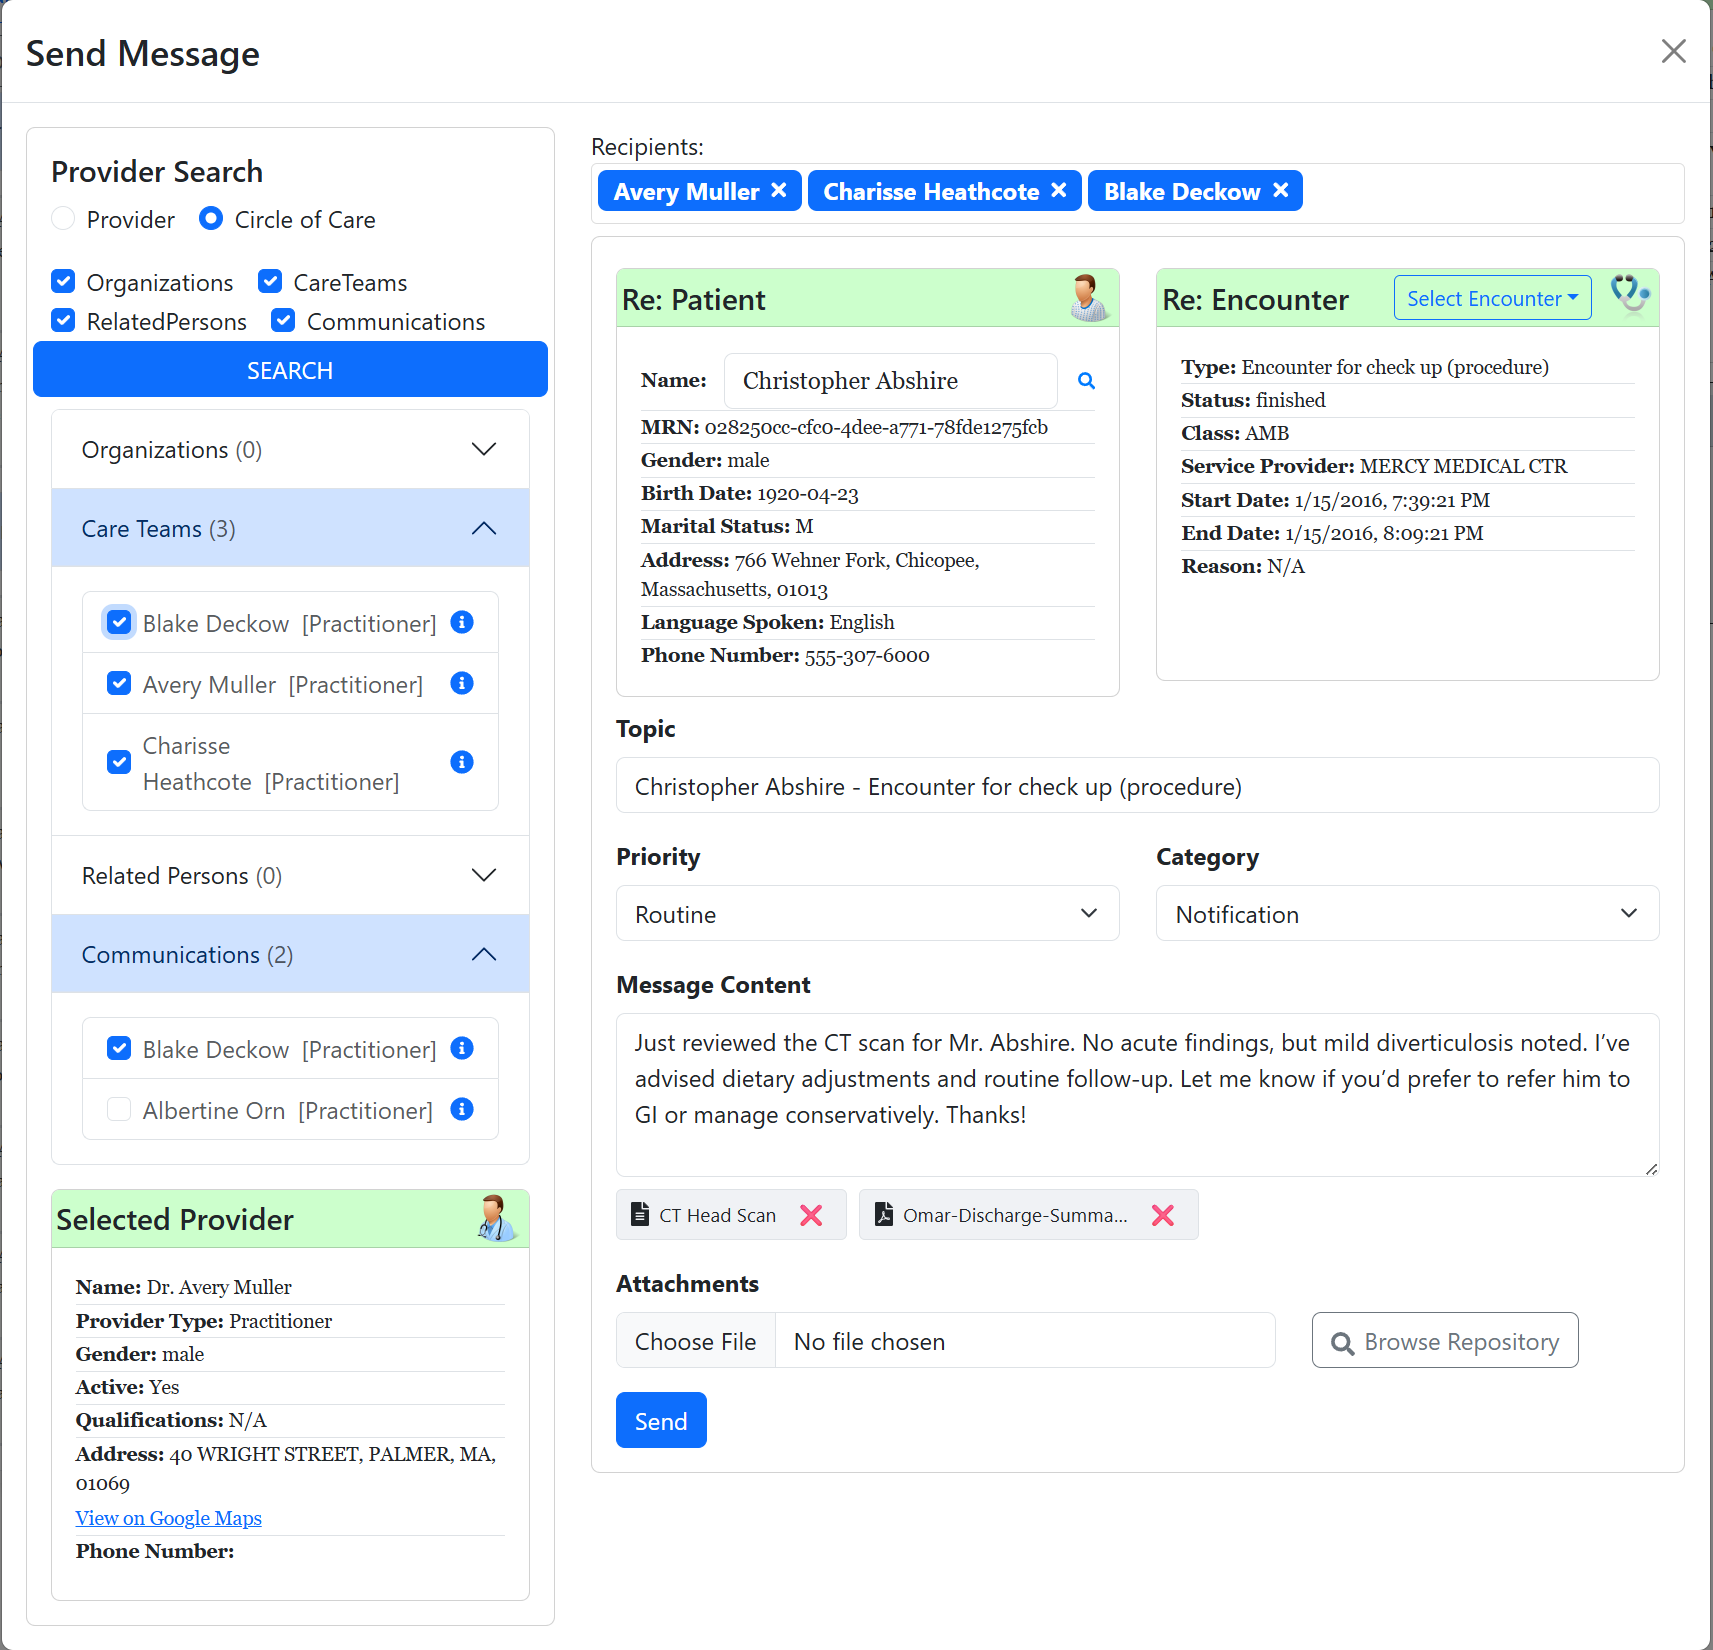 Send Message
Provider Search
Provider Circle of Care
Organizations CareTeams
RelatedPersons Communications
SEARCH
Organizations (0)
Care Teams (3)
Blake Deckow [Practitioner]
Avery Muller [Practitioner]
Charisse
Heathcote [Practitioner]
Related Persons (0)
Communications (2)
Blake Deckow [Practitioner]
Albertine Orn [Practitioner]
Selected Provider
Name: Dr. Avery Muller
Provider Type: Practitioner
Gender: male
Active: Yes
Qualifications: N/A
Address: 40 WRIGHT STREET, PALMER, MA,
01069
View on Google Maps
Phone Number:
Recipients:
Avery Muller Charisse Heathcote Blake Deckow
Re: Patient
Name: Christopher Abshire
MRN: 028250cc-cfc0-4dee-a771-78fde1275fcb
Gender: male
Birth Date: 1920-04-23
Marital Status: M
Address: 766 Wehner Fork, Chicopee,
Massachusetts, 01013
Language Spoken: English
Phone Number: 555-307-6000
Re: Encounter Select Encounter
Type: Encounter for check up (procedure)
Status: finished
Class: AMB
Service Provider: MERCY MEDICAL CTR
Start Date: 1/15/2016, 7:39:21 PM
End Date: 1/15/2016, 8:09:21 PM
Reason: N/A
Topic
Christopher Abshire - Encounter for check up (procedure)
Priority Category
Routine Notification
Message Content
Just reviewed the CT scan for Mr. Abshire. No acute findings, but mild diverticulosis noted. I’ve
advised dietary adjustments and routine follow-up. Let me know if you’d prefer to refer him to
GI or manage conservatively. Thanks!
CT Head Scan Omar-Discharge-Summa...
Attachments
Choose File No file chosen Browse Repository
Send